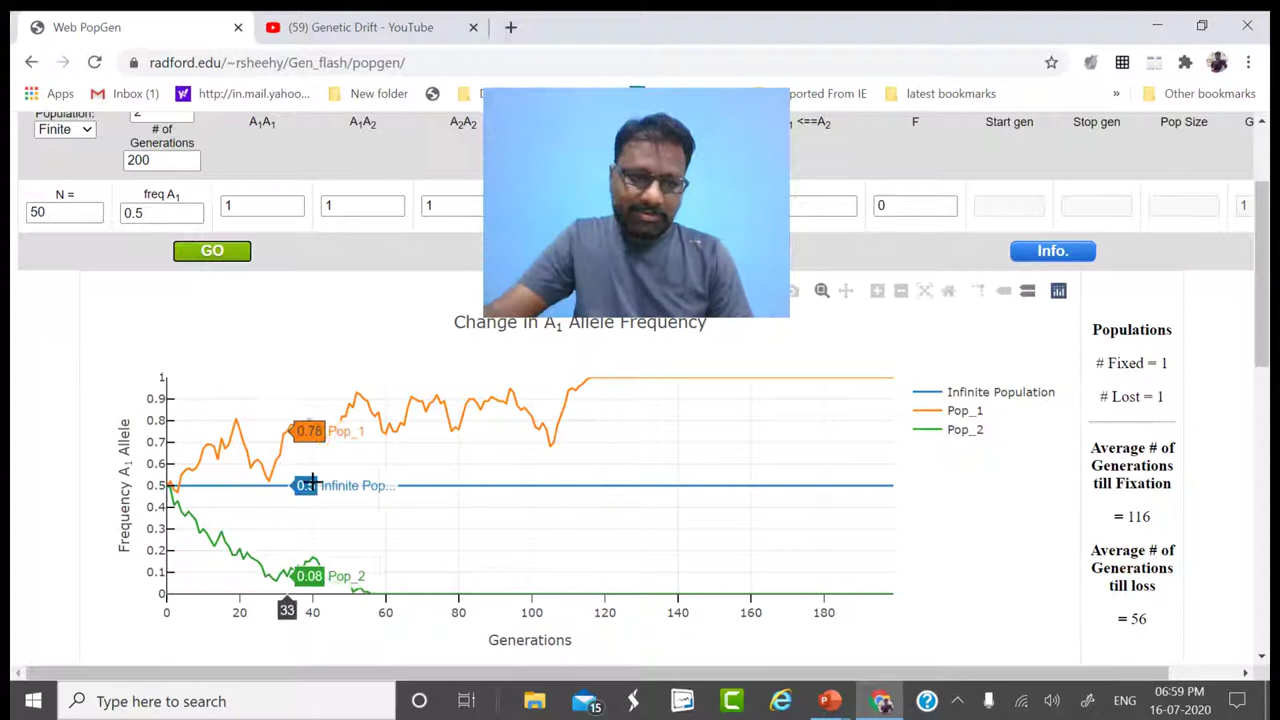 Web PopGen
(59) Genetic Drift - YouTube
radford.edu/~rsheehy/Gen_flash/popgen/
Apps
Inbox (1)
http://in.mail.yahoo...
New folder
ported From IE
»
latest bookmarks
Other bookmarks
Population:
Finite
2
# of
Generations
200
A₁A₁
A₁A₂
A₂A₂
<==A₂
F
Start gen
Stop gen
Pop Size
G
N =
50
freq A₁
0.5
1
1
1
0
1
GO
Info.
Change in A₁ Allele Frequency
Frequency A₁ Allele
1
0.9
0.8
0.7
0.6
0.5
0.4
0.3
0.2
0.1
0
0.78 Pop_1
Infinite Pop...
0.08 Pop_2
33
0
20
40
60
80
100
120
140
160
180
Generations
Infinite Population
Pop_1
Pop_2
Populations
# Fixed = 1
# Lost = 1
Average # of
Generations
till Fixation
= 116
Average # of
Generations
till loss
= 56
Type here to search
15
ENG
06:59 PM
16-07-2020